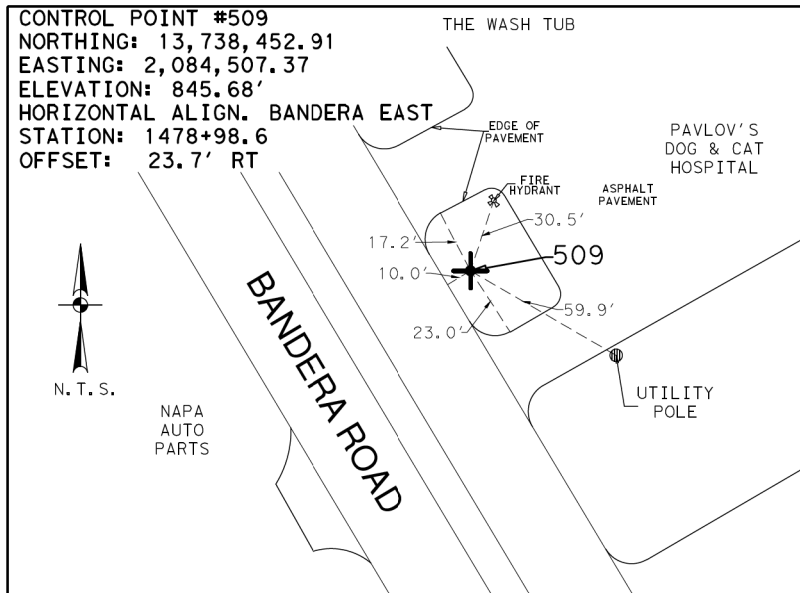 CONTROL POINT #509
NORTHING: 13,738,452.91
EASTING: 2,084,507.37
ELEVATION: 845.68'
HORIZONTAL ALIGN. BANDERA EAST
STATION: 1478+98.6
OFFSET: 23.7' RT
THE WASH TUB
EDGE OF
PAVEMENT
PAVLOV'S
DOG & CAT
HOSPITAL
FIRE
HYDRANT
ASPHALT
PAVEMENT
30.5'
17.2'
509
10.0'
59.9'
23.0'
BANDERA ROAD
N.T.S.
UTILITY
POLE
NAPA
AUTO
PARTS